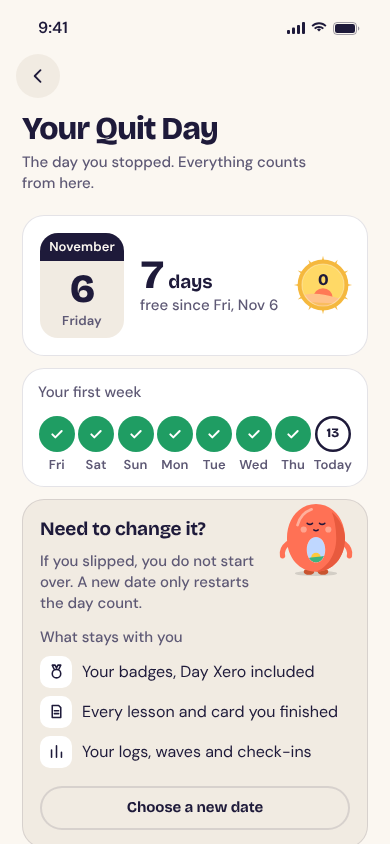 9:41
Your Quit Day
The day you stopped. Everything counts
from here.
November
6
Friday
7 days
free since Fri, Nov 6
0
Your first week
13
Fri Sat Sun Mon Tue Wed Thu Today
Need to change it?
If you slipped, you do not start
over. A new date only restarts
the day count.
What stays with you
Your badges, Day Xero included
Every lesson and card you finished
Your logs, waves and check-ins
Choose a new date